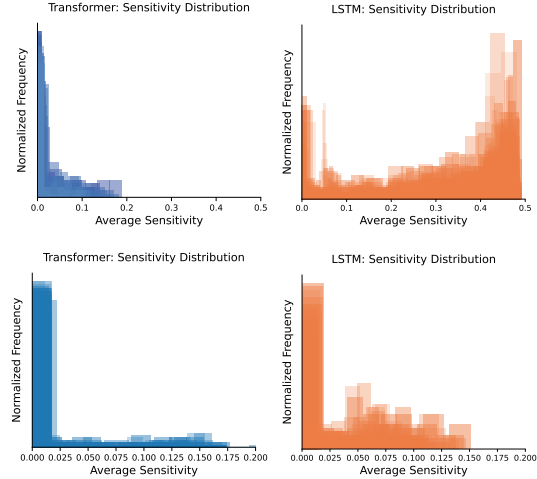 Transformer: Sensitivity Distribution
Normalized Frequency
0.0 0.1 0.2 0.3 0.4 0.5
Average Sensitivity
LSTM: Sensitivity Distribution
Normalized Frequency
0.0 0.1 0.2 0.3 0.4 0.5
Average Sensitivity
Transformer: Sensitivity Distribution
Normalized Frequency
0.000 0.025 0.050 0.075 0.100 0.125 0.150 0.175 0.200
Average Sensitivity
LSTM: Sensitivity Distribution
Normalized Frequency
0.000 0.025 0.050 0.075 0.100 0.125 0.150 0.175 0.200
Average Sensitivity